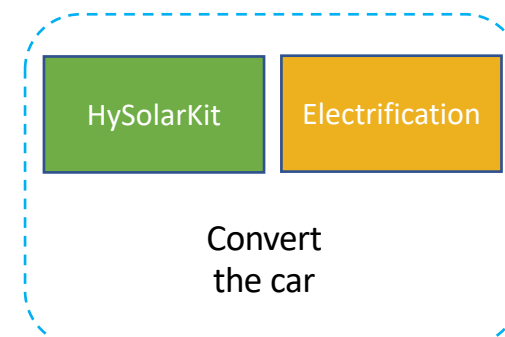 HySolarKit
Electrification
Convert
the car